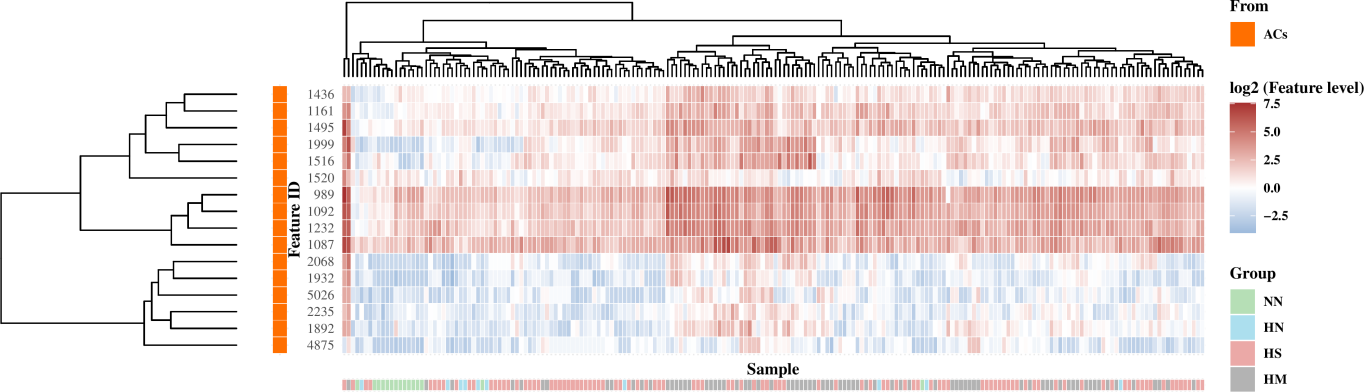 From
ACs
log2 (Feature level)
7.5
5.0
2.5
0.0
−2.5
Group
NN
HN
HS
HM
Feature ID
1436
1161
1495
1999
1516
1520
989
1092
1232
1087
2068
1932
5026
2235
1892
4875
Sample